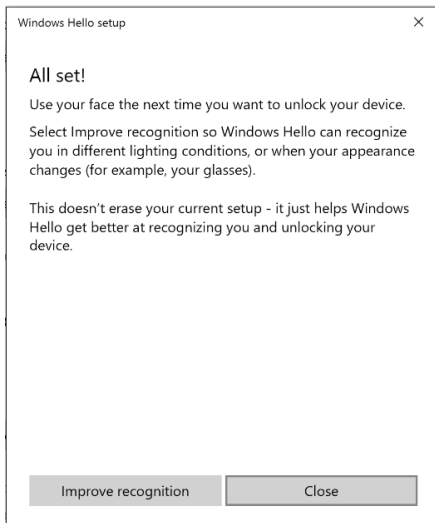 Windows Hello setup
All set!
Use your face the next time you want to unlock your device.
Select Improve recognition so Windows Hello can recognize
you in different lighting conditions, or when your appearance
changes (for example, your glasses).
This doesn't erase your current setup - it just helps Windows
Hello get better at recognizing you and unlocking your
device.
Improve recognition
Close